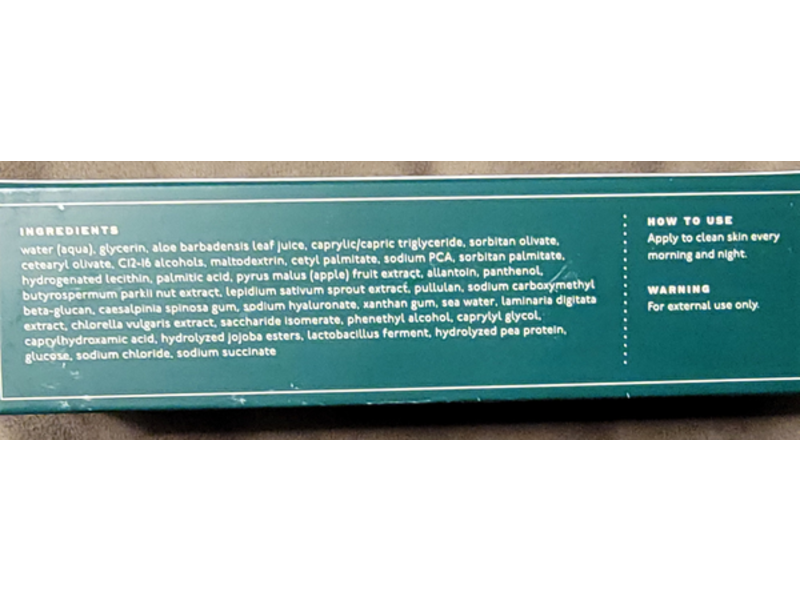 INGREDIENTS
water (aqua), glycerin, aloe barbadensis leaf juice, caprylic/capric triglyceride, sorbitan olivate,
cetearyl olivate, C12-16 alcohols, maltodextrin, cetyl palmitate, sodium PCA, sorbitan palmitate,
hydrogenated lecithin, palmitic acid, pyrus malus (apple) fruit extract, allantoin, panthenol,
butyrospermum parkii nut extract, lepidium sativum sprout extract, pullulan, sodium carboxymethyl
beta-glucan, caesalpinia spinosa gum, sodium hyaluronate, xanthan gum, sea water, laminaria digitata
extract, chlorella vulgaris extract, saccharide isomerate, phenethyl alcohol, caprylyl glycol,
caprylhydroxamic acid, hydrolyzed jojoba esters, lactobacillus ferment, hydrolyzed pea protein,
glucose, sodium chloride, sodium succinate
HOW TO USE
Apply to clean skin every
morning and night.
WARNING
For external use only.